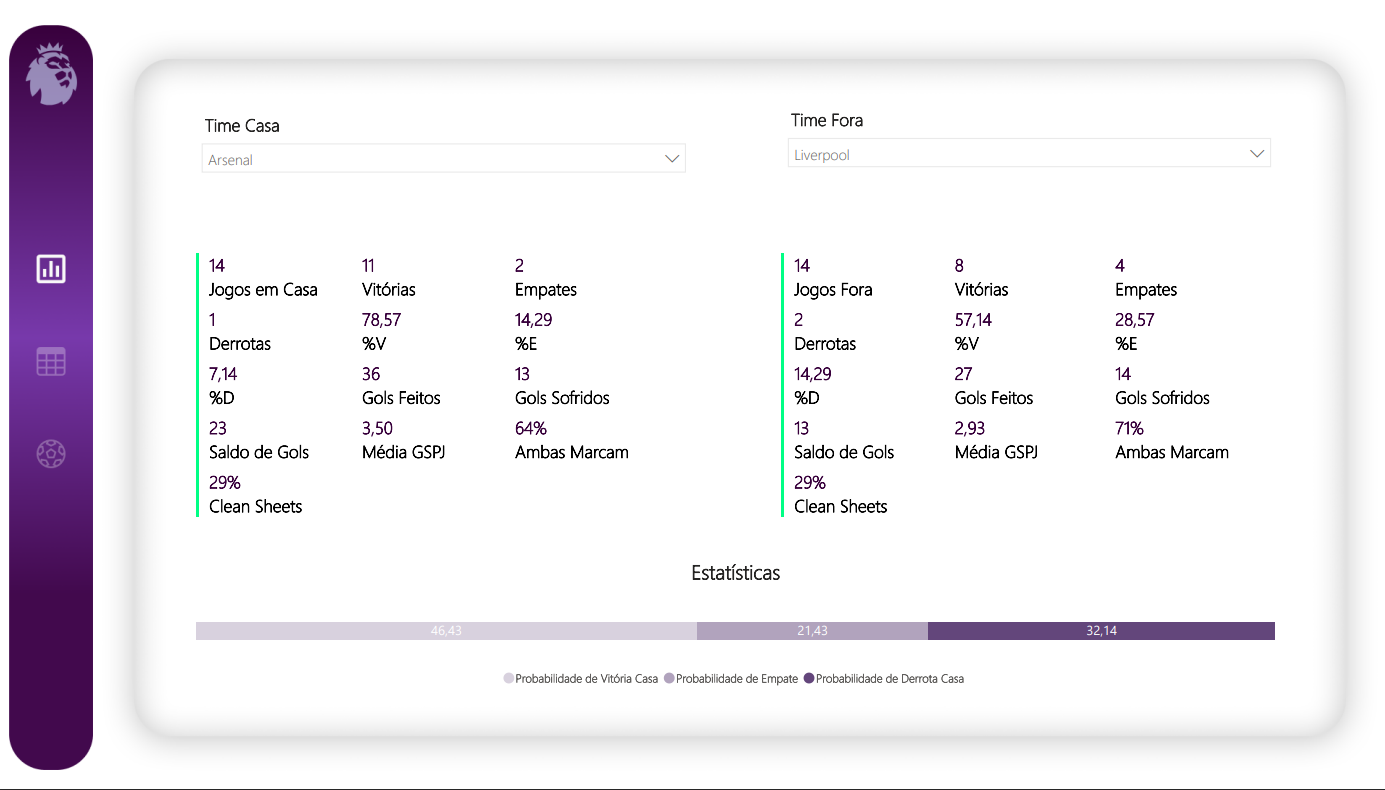 Time Casa
Arsenal
Time Fora
Liverpool
14 11 2
Jogos em Casa Vitórias Empates
1 78,57 14,29
Derrotas %V %E
7,14 36 13
%D Gols Feitos Gols Sofridos
23 3,50 64%
Saldo de Gols Média GSPJ Ambas Marcam
29%
Clean Sheets
14 8 4
Jogos Fora Vitórias Empates
2 57,14 28,57
Derrotas %V %E
14,29 27 14
%D Gols Feitos Gols Sofridos
13 2,93 71%
Saldo de Gols Média GSPJ Ambas Marcam
29%
Clean Sheets
Estatísticas
46,43 21,43 32,14
Probabilidade de Vitória Casa Probabilidade de Empate Probabilidade de Derrota Casa